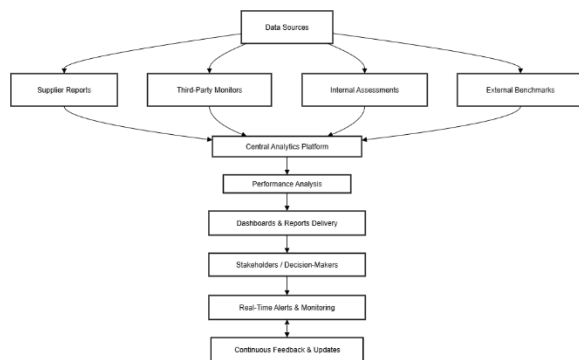 Data Sources
Supplier Reports
Third-Party Monitors
Internal Assessments
External Benchmarks
Central Analytics Platform
Performance Analysis
Dashboards & Reports Delivery
Stakeholders / Decision-Makers
Real-Time Alerts & Monitoring
Continuous Feedback & Updates